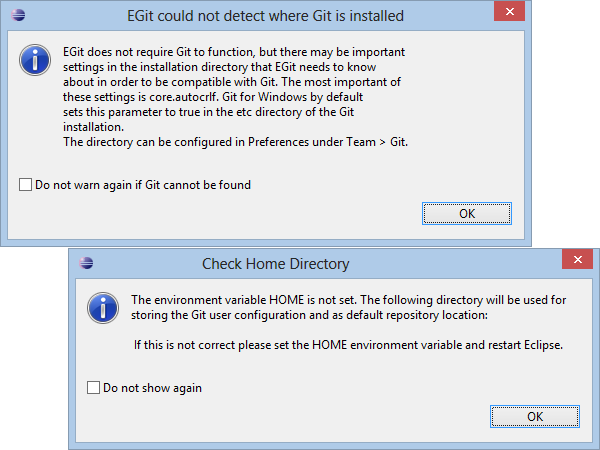 EGit could not detect where Git is installed
EGit does not require Git to function, but there may be important
settings in the installation directory that EGit needs to know
about in order to be compatible with Git. The most important of
these settings is core.autocrlf. Git for Windows by default
sets this parameter to true in the etc directory of the Git
installation.
The directory can be configured in Preferences under Team > Git.
Do not warn again if Git cannot be found
OK
Check Home Directory
The environment variable HOME is not set. The following directory will be used for
storing the Git user configuration and as default repository location:
If this is not correct please set the HOME environment variable and restart Eclipse.
Do not show again
OK